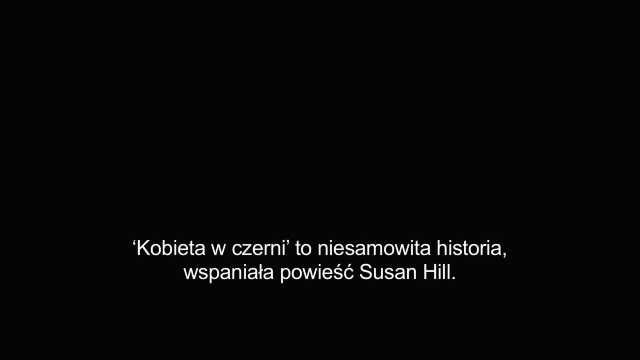 ‘Kobieta w czerni’ to niesamowita historia,
wspaniała powieść Susan Hill.